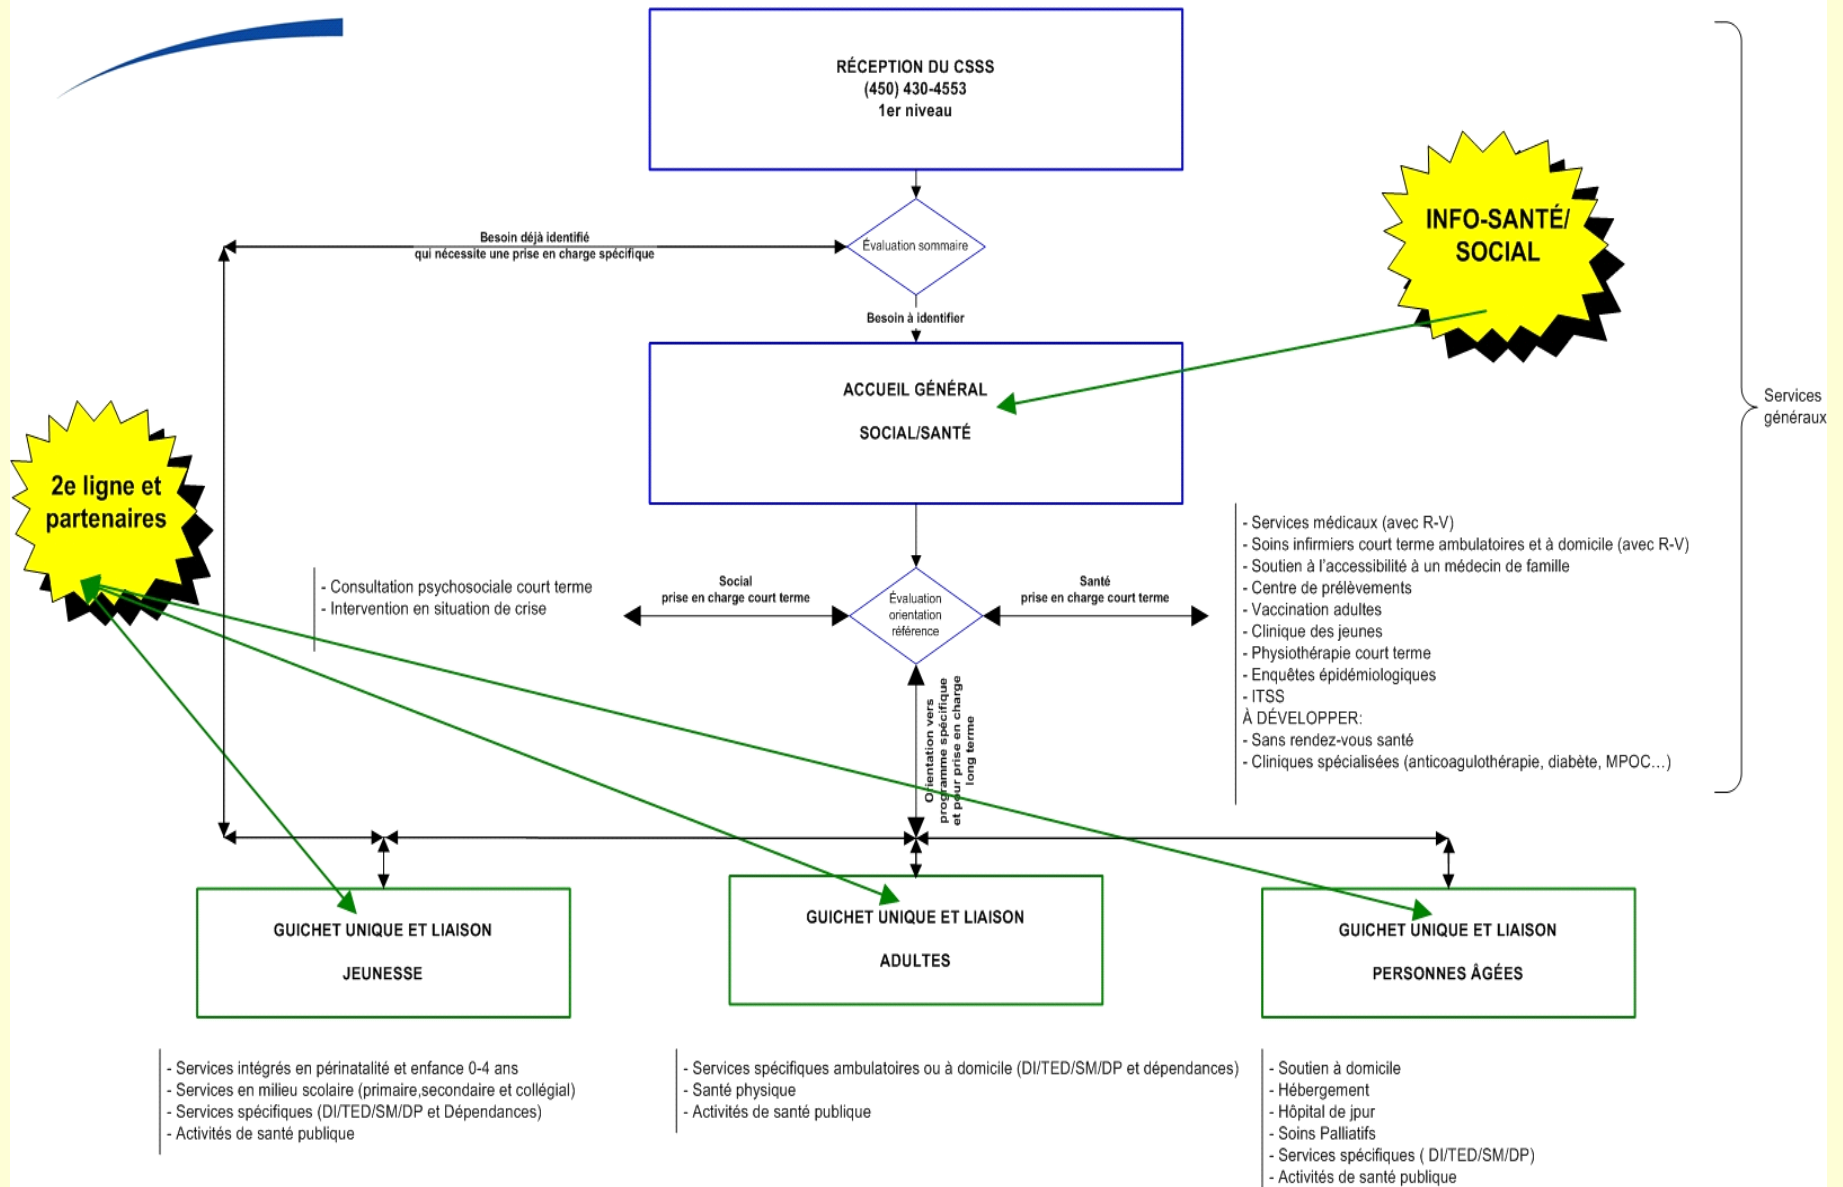 RÉCEPTION DU CSSS
(450) 430-4553
1er niveau
INFO-SANTÉ/
SOCIAL
Évaluation sommaire
Besoin déjà identifié
qui nécessite une prise en charge spécifique
Besoin à identifier
ACCUEIL GÉNÉRAL
SOCIAL/SANTÉ
Services
généraux
2e ligne et
partenaires
- Consultation psychosociale court terme
- Intervention en situation de crise
Social
prise en charge court terme
Évaluation
orientation
référence
Santé
prise en charge court terme
- Services médicaux (avec R-V)
- Soins infirmiers court terme ambulatoires et à domicile (avec R-V)
- Soutien à l'accessibilité à un médecin de famille
- Centre de prélèvements
- Vaccination adultes
- Clinique des jeunes
- Physiothérapie court terme
- Enquêtes épidémiologiques
- ITSS
À DÉVELOPPER:
- Sans rendez-vous santé
- Cliniques spécialisées (anticoagulothérapie, diabète, MPOC...)
Orientation vers
programme spécifique
et pour prise en charge
long terme
GUICHET UNIQUE ET LIAISON
JEUNESSE
GUICHET UNIQUE ET LIAISON
ADULTES
GUICHET UNIQUE ET LIAISON
PERSONNES ÂGÉES
- Services intégrés en périnatalité et enfance 0-4 ans
- Services en milieu scolaire (primaire,secondaire et collégial)
- Services spécifiques (DI/TED/SM/DP et Dépendances)
- Activités de santé publique
- Services spécifiques ambulatoires ou à domicile (DI/TED/SM/DP et dépendances)
- Santé physique
- Activités de santé publique
- Soutien à domicile
- Hébergement
- Hôpital de jpur
- Soins Palliatifs
- Services spécifiques ( DI/TED/SM/DP)
- Activités de santé publique